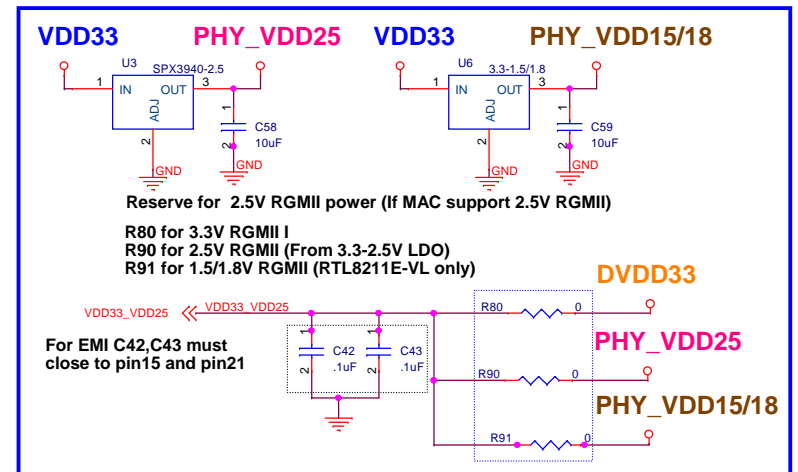 VDD33 PHY_VDD25 VDD33 PHY_VDD15/18
U3 U6
SPX3940-2.5 3.3-1.5/1.8
1 IN OUT 3 1 IN OUT 3
ADJ ADJ
2 1 C58 2 1 C59
2 10uF 2 10uF
GND GND GND GND
Reserve for 2.5V RGMII power (If MAC support 2.5V RGMII)
R80 for 3.3V RGMII I
R90 for 2.5V RGMII (From 3.3-2.5V LDO)
R91 for 1.5/1.8V RGMII (RTL8211E-VL only)
DVDD33
VDD33_VDD25 VDD33_VDD25 R80 0
For EMI C42,C43 must
close to pin15 and pin21
1 C42 1 C43
2 .1uF 2 .1uF
PHY_VDD25
R90 0
PHY_VDD15/18
R91 0